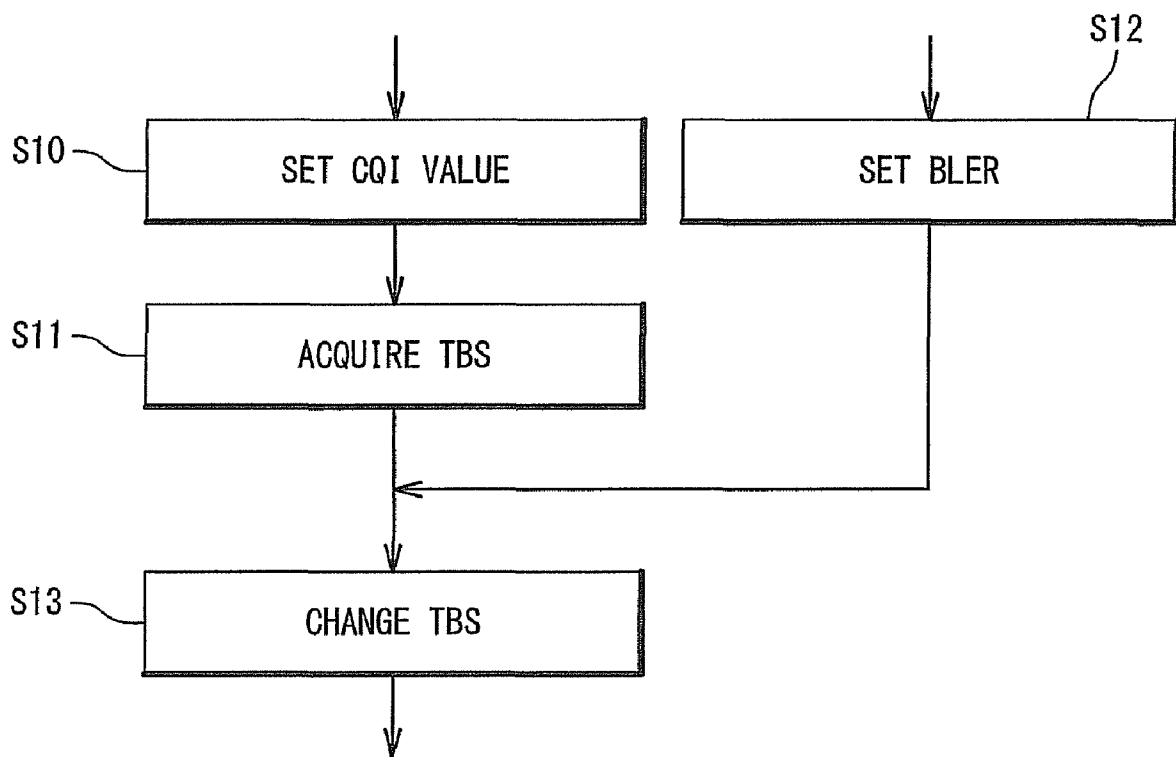 S12
S10
SET CQI VALUE
SET BLER
S11
ACQUIRE TBS
S13
CHANGE TBS